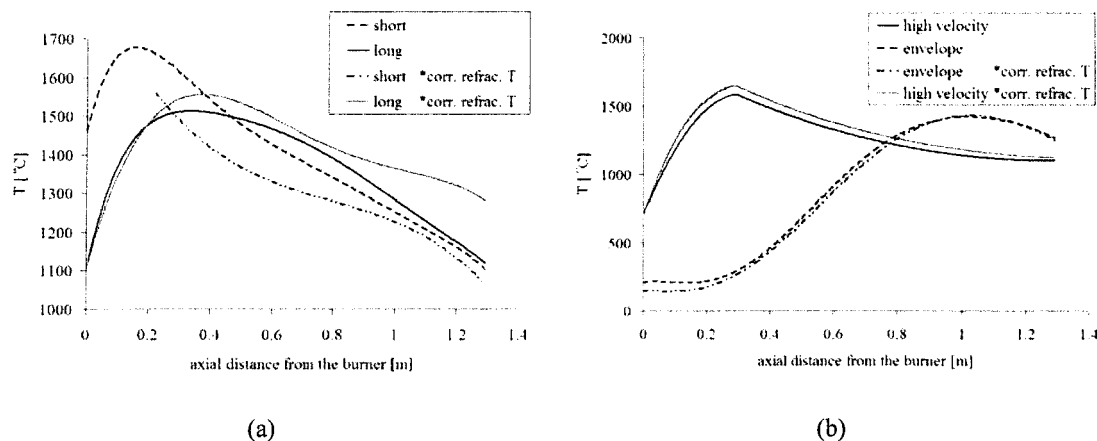 short
long
short *corr. refrac. T
long *corr. refrac. T
1700
1600
1500
1400
1300
1200
1100
1000
T [°C]
0 0.2 0.4 0.6 0.8 1 1.2 1.4
axial distance from the burner [m]
(a)
high velocity
envelope
envelope *corr. refrac. T
high velocity *corr. refrac. T
2000
1500
1000
500
0
T [°C]
0 0.2 0.4 0.6 0.8 1 1.2 1.4
axial distance from the burner [m]
(b)